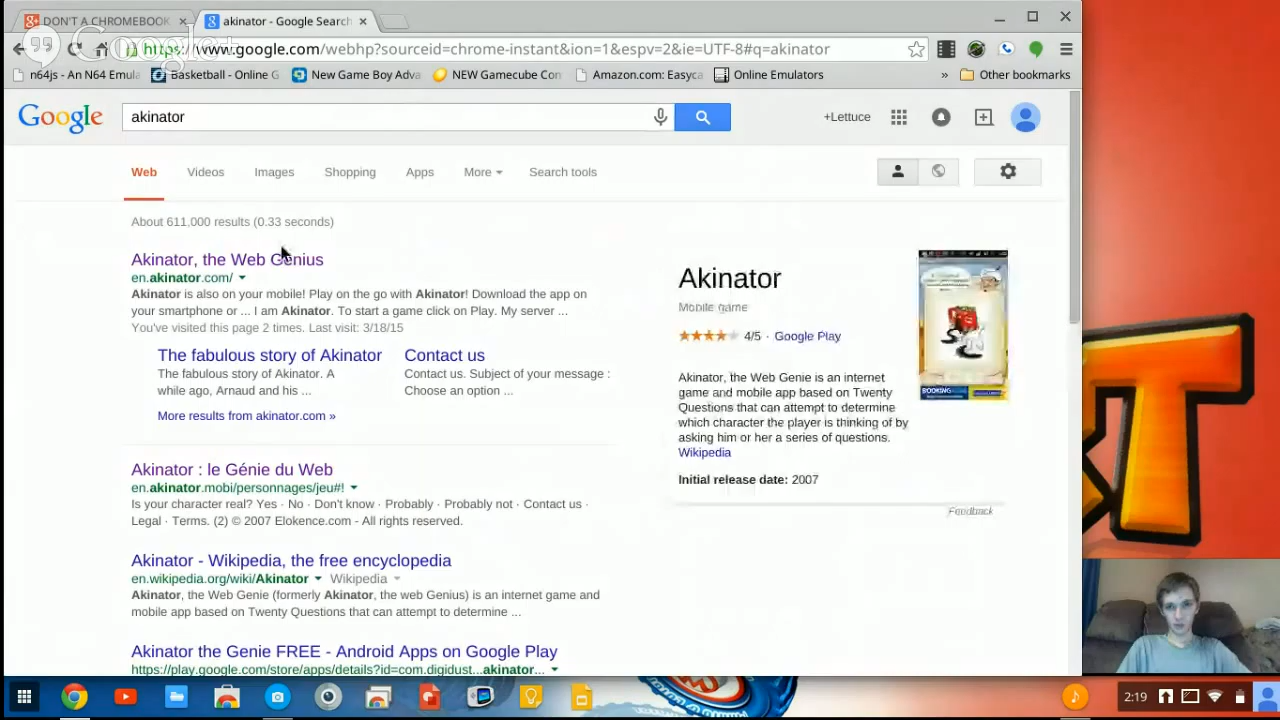 DON'T A CHROMEBOOK
akinator - Google Search
https://www.google.com/webhp?sourceid=chrome-instant&ion=1&espv=2&ie=UTF-8#q=akinator
n64js - An N64 Emula
Basketball - Online G
New Game Boy Adva
NEW Gamecube Con
Amazon.com: Easyca
Online Emulators
»
Other bookmarks
Google
akinator
+Lettuce
Web Videos Images Shopping Apps More Search tools
About 611,000 results (0.33 seconds)
Akinator, the Web Genius
en.akinator.com/
Akinator is also on your mobile! Play on the go with Akinator! Download the app on
your smartphone or ... I am Akinator. To start a game click on Play. My server ...
You've visited this page 2 times. Last visit: 3/18/15
The fabulous story of Akinator
The fabulous story of Akinator. A
while ago, Arnaud and his ...
Contact us
Contact us. Subject of your message :
Choose an option ...
More results from akinator.com »
Akinator : le Génie du Web
en.akinator.mobi/personnages/jeu#!
Is your character real? Yes · No · Don't know · Probably · Probably not · Contact us ·
Legal · Terms. (2) © 2007 Elokence.com - All rights reserved.
Akinator - Wikipedia, the free encyclopedia
en.wikipedia.org/wiki/Akinator Wikipedia
Akinator, the Web Genie (formerly Akinator, the web Genius) is an internet game and
mobile app based on Twenty Questions that can attempt to determine ...
Akinator the Genie FREE - Android Apps on Google Play
https://play.google.com/store/apps/details?id=com.digidust...akinator...
Akinator
Mobile game
4/5 · Google Play
Akinator, the Web Genie is an internet
game and mobile app based on Twenty
Questions that can attempt to determine
which character the player is thinking of by
asking him or her a series of questions.
Wikipedia
Initial release date: 2007
Feedback
2:19